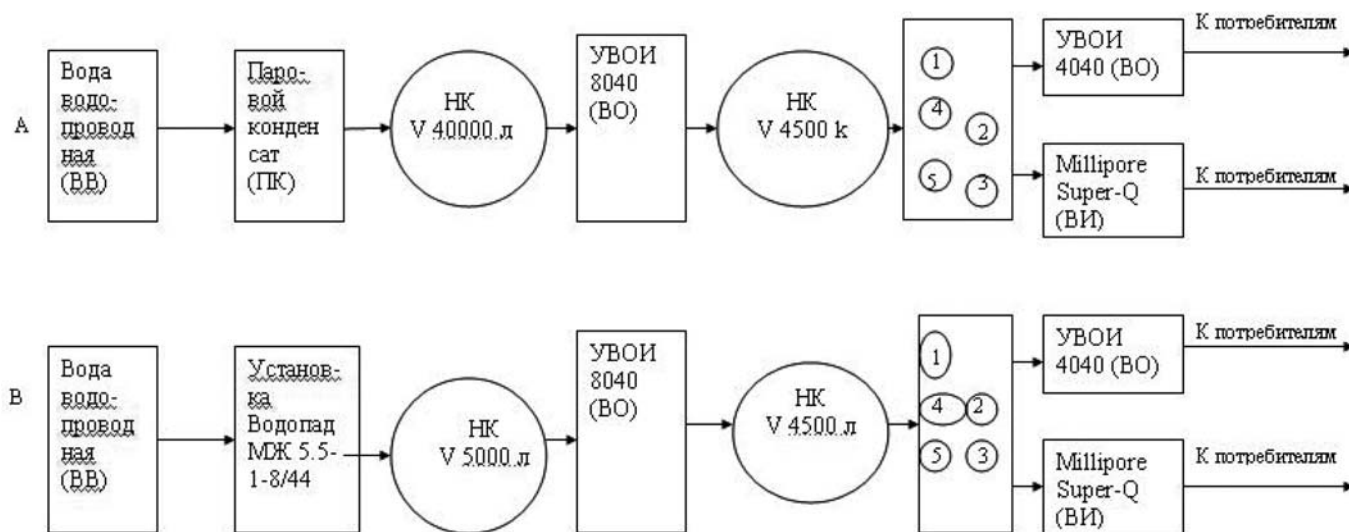 А
Вода
водо-
провод
ная
(ВВ)
Паро-
вой
конден
сат
(ПК)
НК
V 40000 л
УВОИ
8040
(ВО)
НК
V 4500 k
1
4
2
5
3
УВОИ
4040 (ВО)
К потребителям
Millipore
Super-Q
(ВИ)
К потребителям
В
Вода
водо-
провод
ная
(ВВ)
Установ-
ка
Водопад
МЖ 5.5-
1-8/44
НК
V 5000 л
УВОИ
8040
(ВО)
НК
V 4500 л
1
4
2
5
3
УВОИ
4040 (ВО)
К потребителям
Millipore
Super-Q
(ВИ)
К потребителям